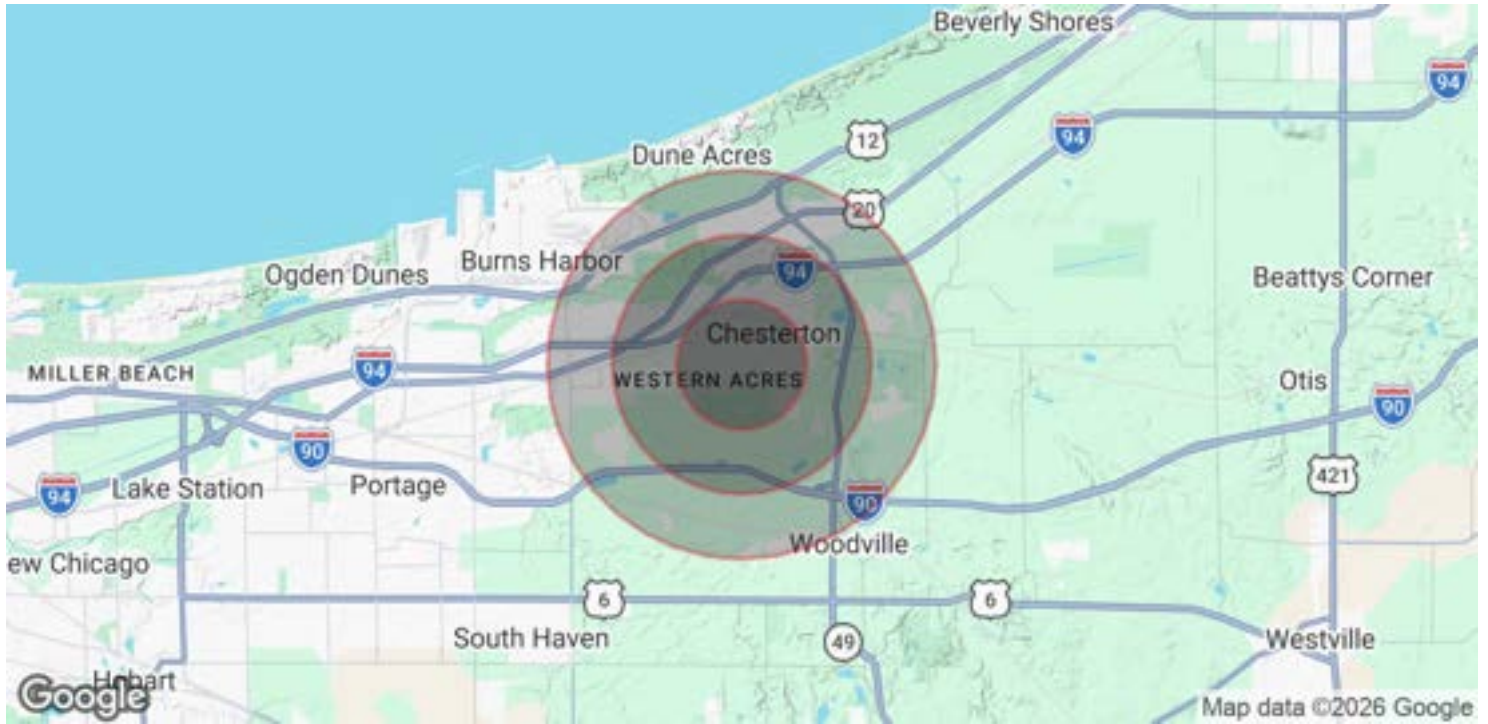 Beverly Shores
94
12
94
Dune Acres
20
Burns Harbor
94
Ogden Dunes
Beattys Corner
Chesterton
MILLER BEACH
94
WESTERN ACRES
Otis
90
90
421
94
Lake Station
Portage
90
Woodville
ew Chicago
6
6
South Haven
49
Westville
Hobart
Google
Map data ©2026 Google